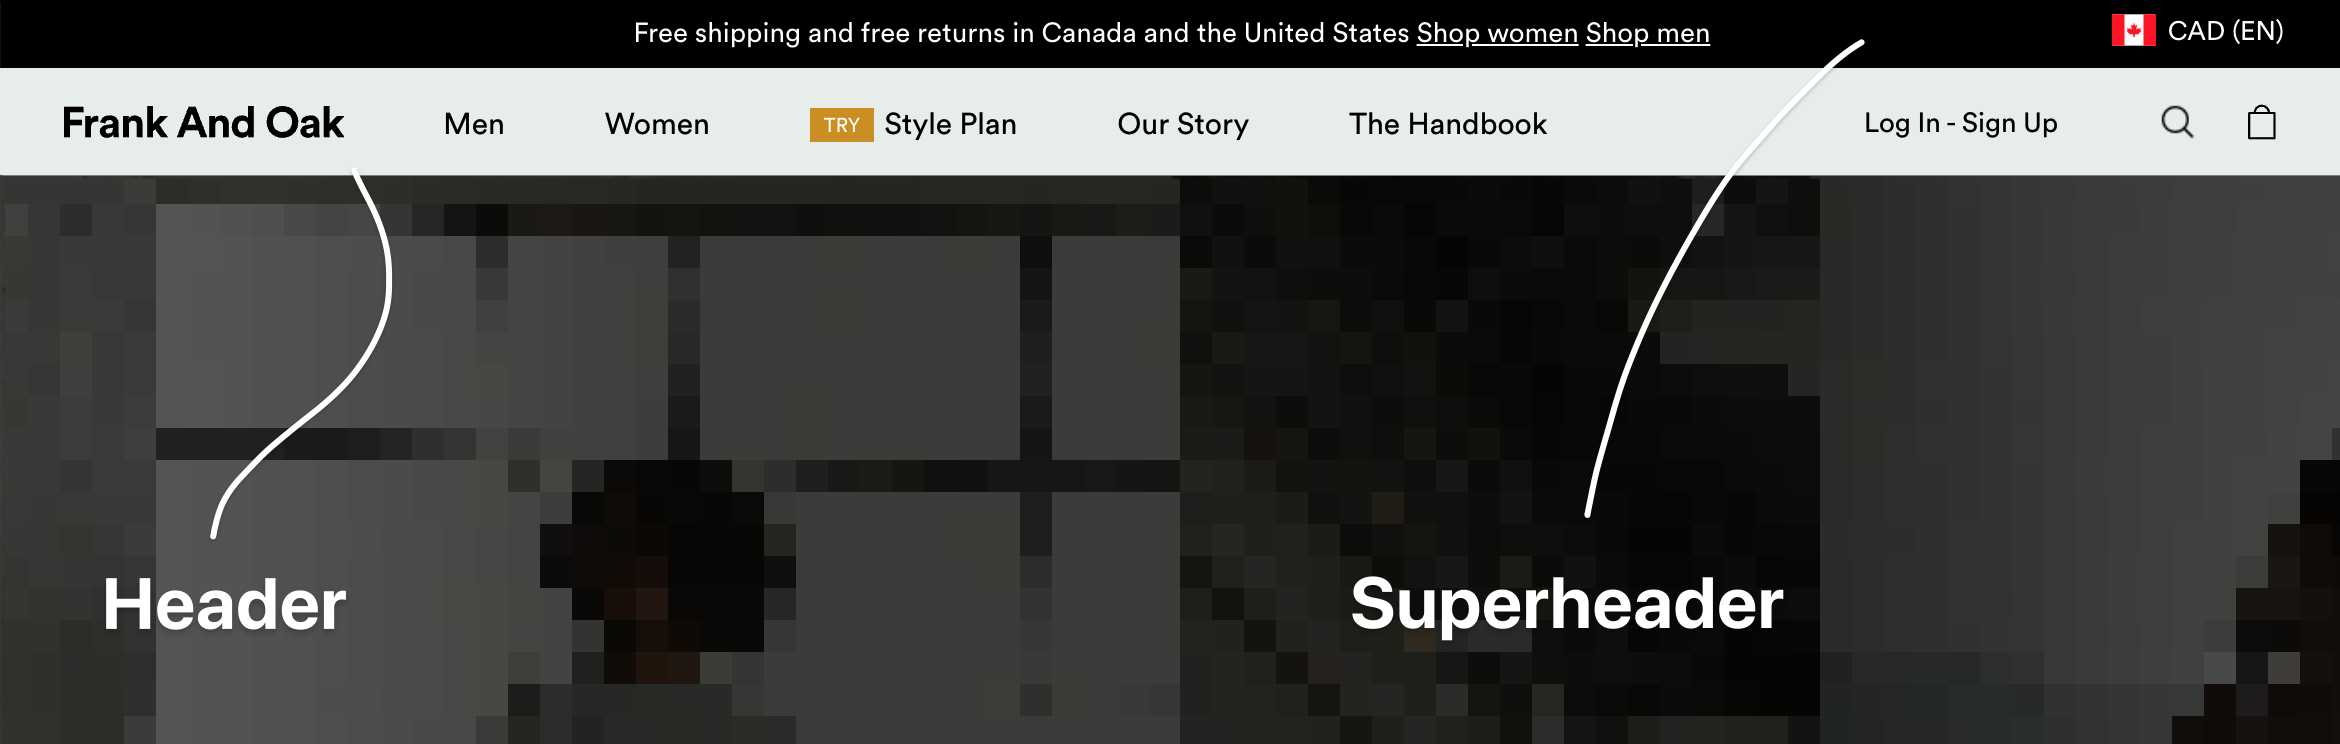 Free shipping and free returns in Canada and the United States Shop women Shop men
CAD (EN)
Frank And Oak
Men
Women
TRY Style Plan
Our Story
The Handbook
Log In - Sign Up
Header
Superheader